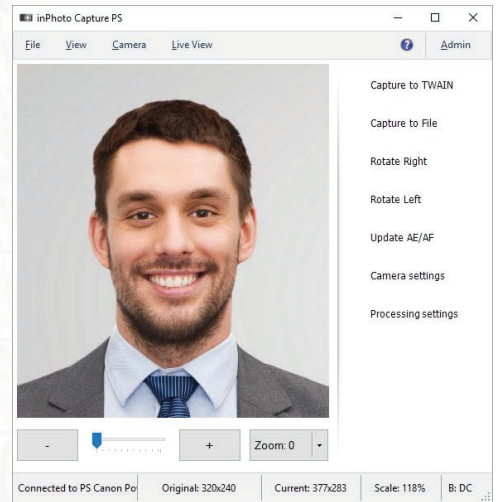 inPhoto Capture PS
File View Camera Live View Admin
Capture to TWAIN
Capture to File
Rotate Right
Rotate Left
Update AE/AF
Camera settings
Processing settings
- + Zoom: 0
Connected to PS Canon Po Original: 320x240 Current: 377x283 Scale: 118% B: DC